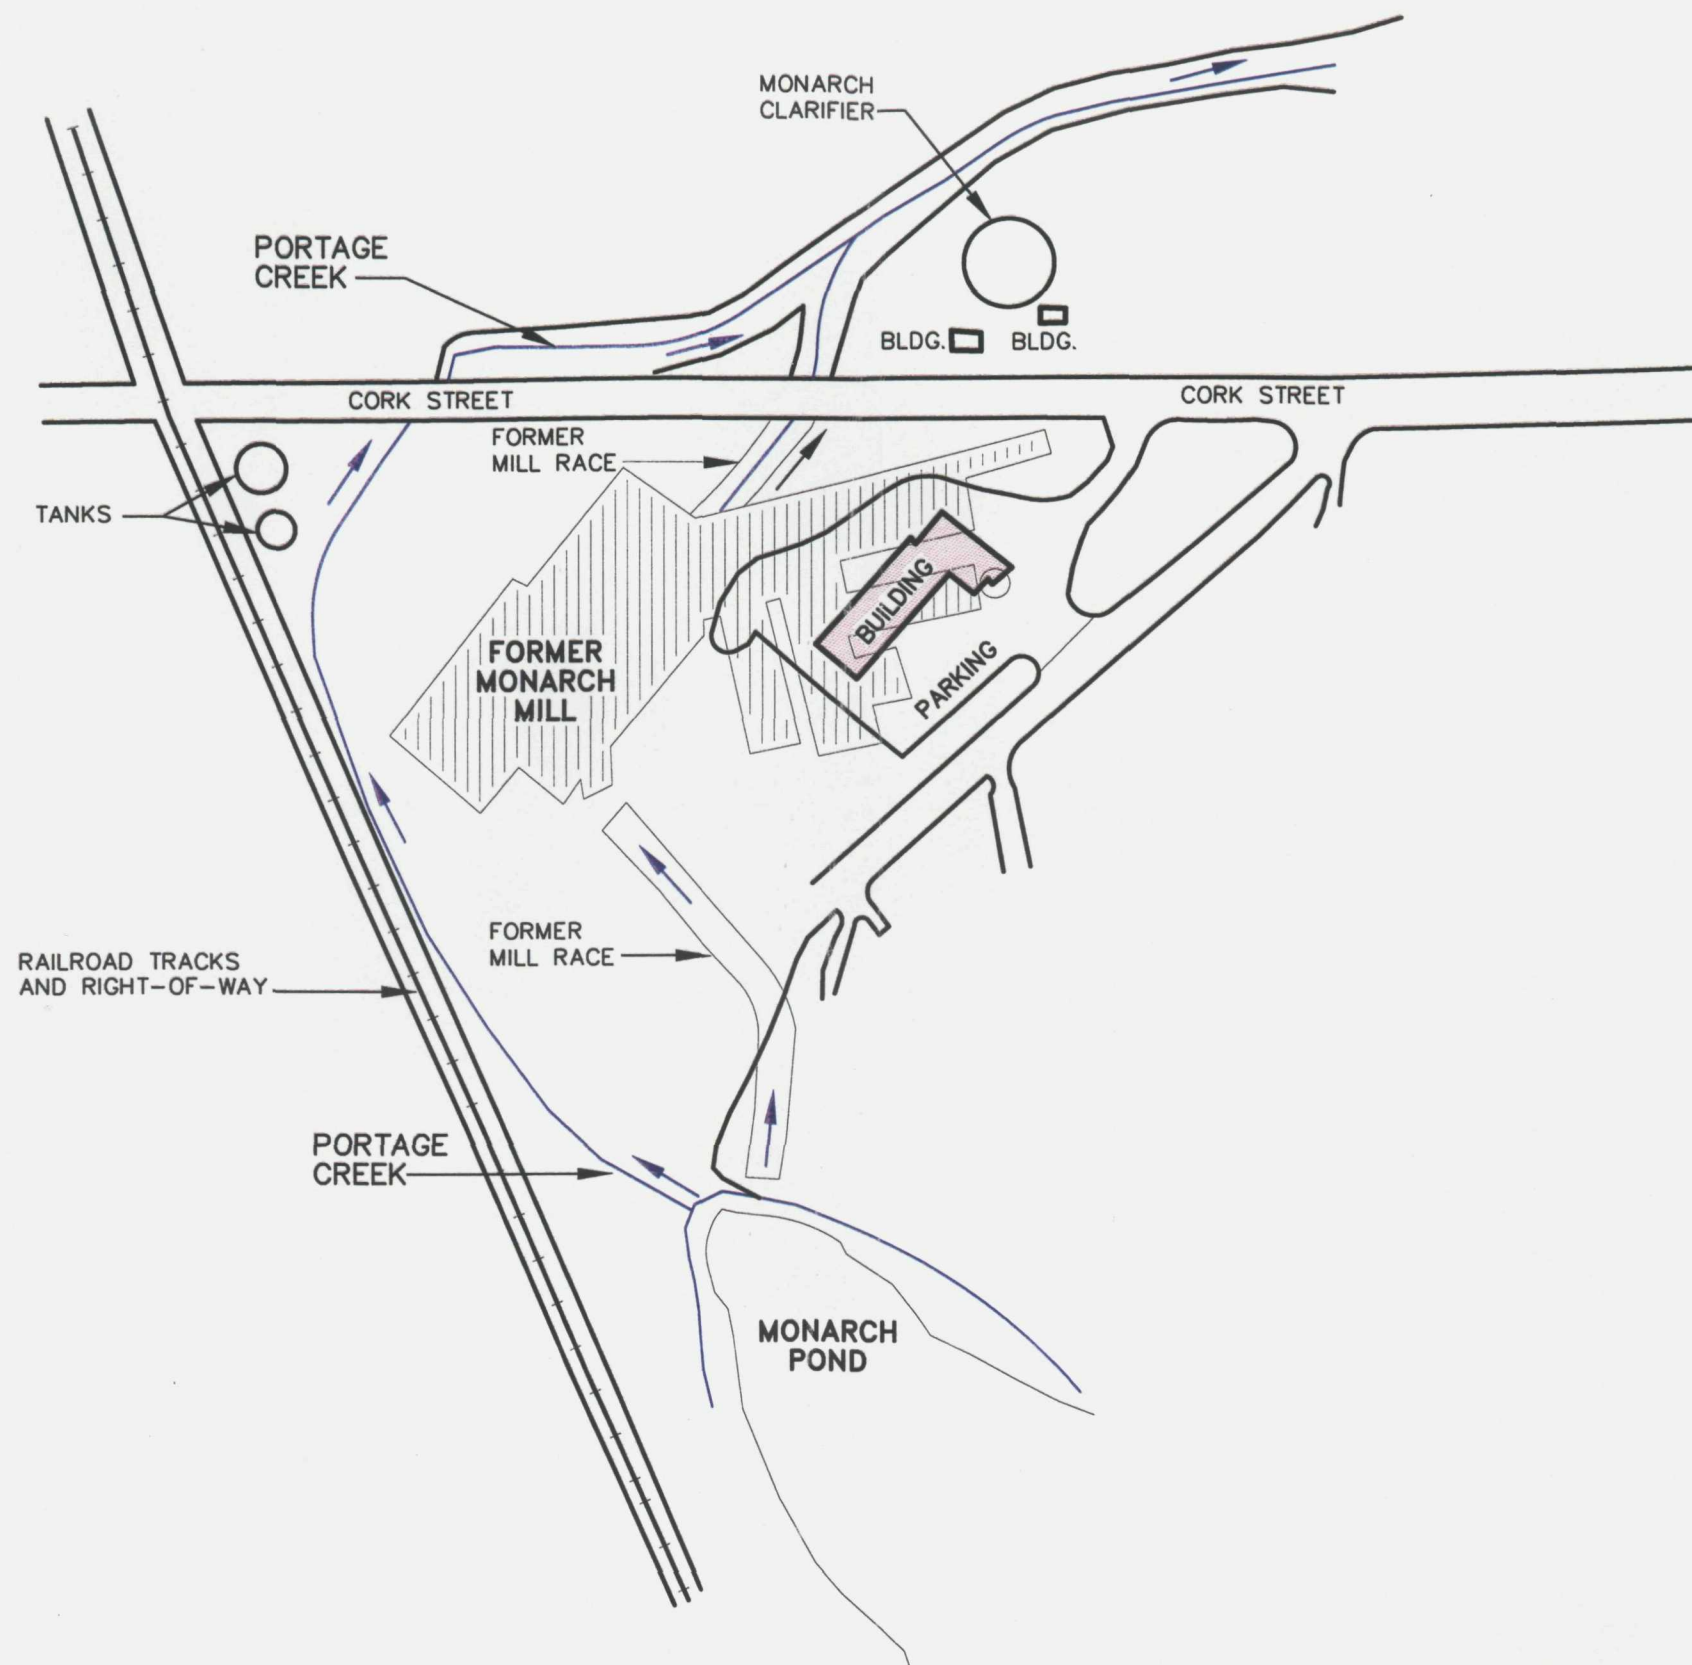 MONARCH
CLARIFIER
PORTAGE
CREEK
BLDG.
BLDG.
CORK STREET
CORK STREET
FORMER
MILL RACE
TANKS
BUILDING
FORMER
MONARCH
MILL
PARKING
FORMER
MILL RACE
RAILROAD TRACKS
AND RIGHT-OF-WAY
PORTAGE
CREEK
MONARCH
POND